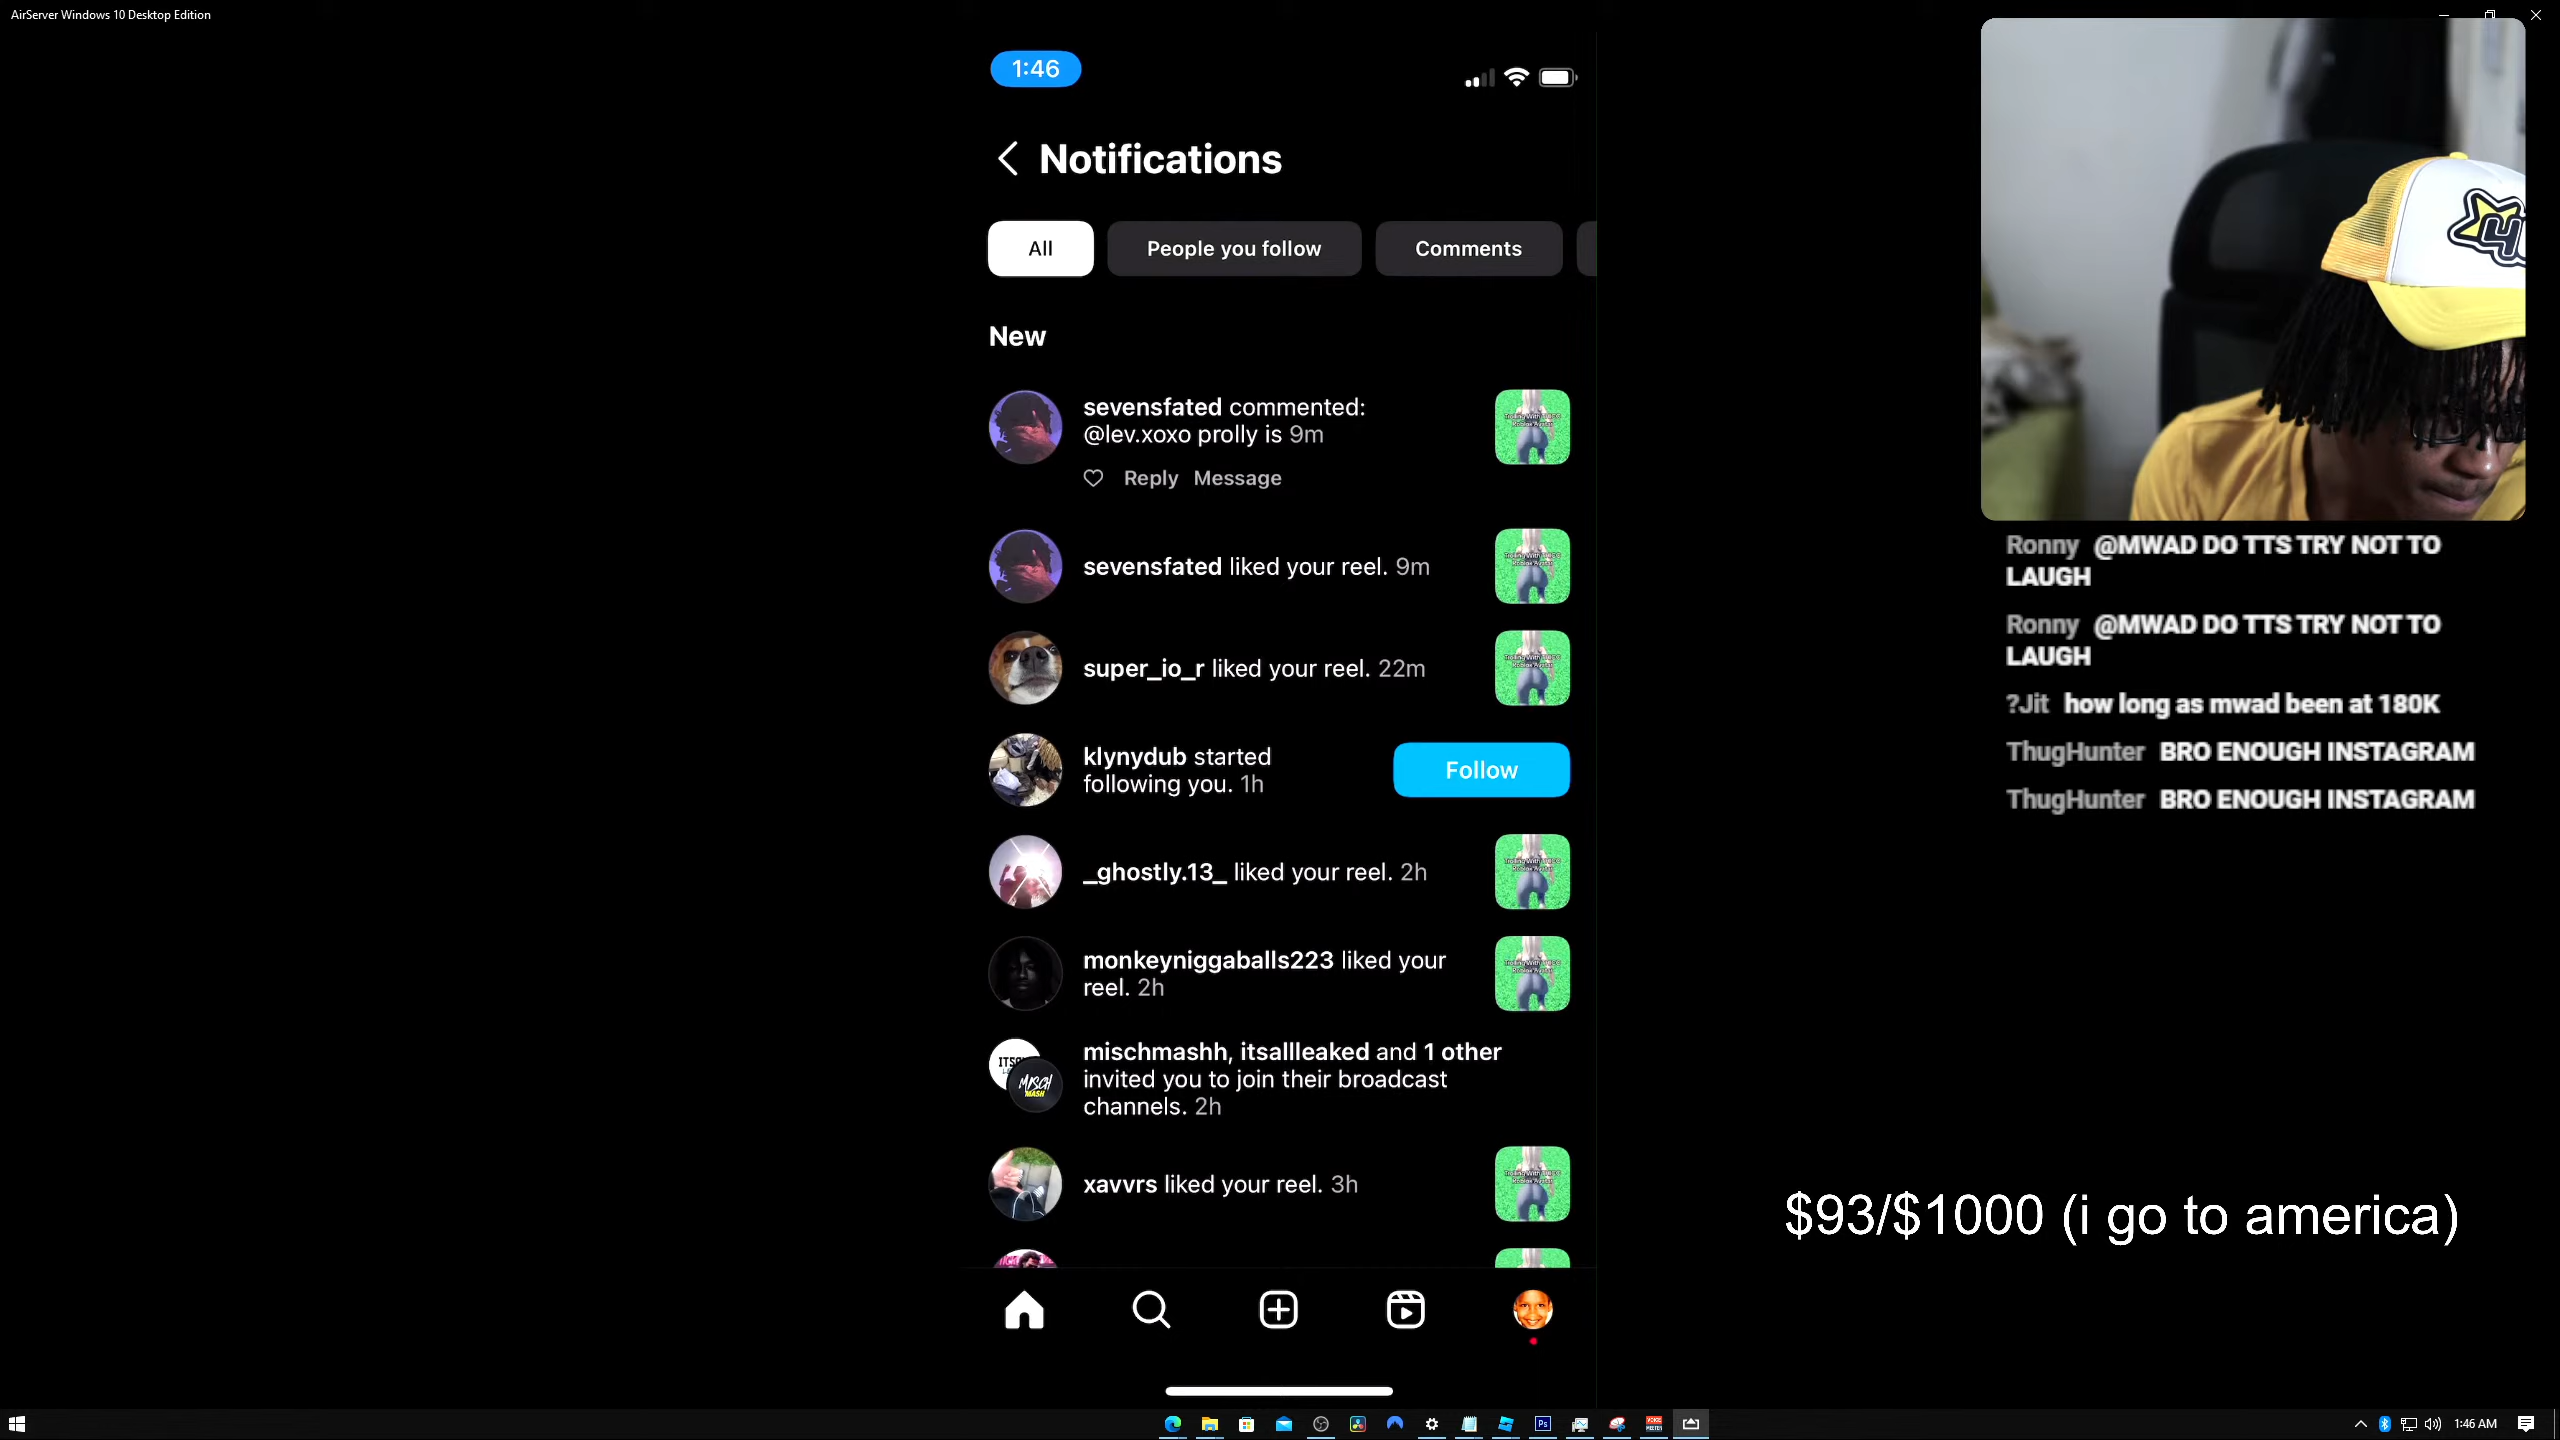 AirServer Windows 10 Desktop Edition
1:46
Notifications
All
People you follow
Comments
New
sevensfated commented:
@lev.xoxo prolly is 9m
Reply Message
sevensfated liked your reel. 9m
super_io_r liked your reel. 22m
klynydub started
following you. 1h
Follow
_ghostly.13_ liked your reel. 2h
monkeyniggaballs223 liked your
reel. 2h
mischmashh, itsallleaked and 1 other
invited you to join their broadcast
channels. 2h
MISCH
MASH
xavvrs liked your reel. 3h
Ronny @MWAD DO TTS TRY NOT TO
LAUGH
Ronny @MWAD DO TTS TRY NOT TO
LAUGH
?Jit how long as mwad been at 180K
ThugHunter BRO ENOUGH INSTAGRAM
ThugHunter BRO ENOUGH INSTAGRAM
$93/$1000 (i go to america)
Ps
1:46 AM